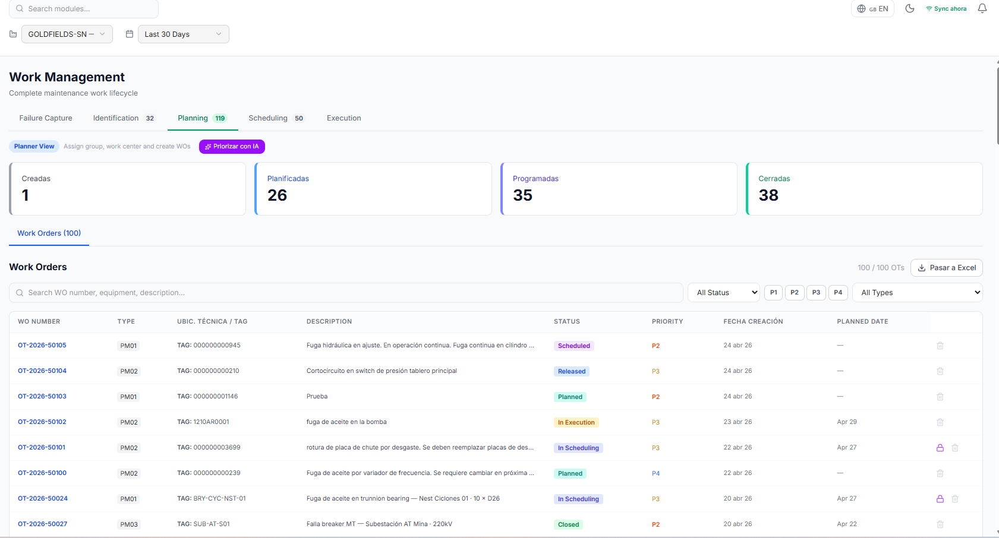 Search modules...
GB EN
Sync ahora
GOLDFIELDS-SN —
Last 30 Days
Work Management
Complete maintenance work lifecycle
Failure Capture
Identification 32
Planning 119
Scheduling 50
Execution
Planner View
Assign group, work center and create WOs
Priorizar con IA
Creadas
1
Planificadas
26
Programadas
35
Cerradas
38
Work Orders (100)
Work Orders
100 / 100 OTs
Pasar a Excel
Search WO number, equipment, description...
All Status
P1
P2
P3
P4
All Types
WO NUMBER TYPE UBIC. TÉCNICA / TAG DESCRIPTION STATUS PRIORITY FECHA CREACIÓN PLANNED DATE
OT-2026-50105 PM01 TAG: 000000000945 Fuga hidráulica en ajuste. En operación continua. Fuga continua en cilindro ... Scheduled P2 24 abr 26 —
OT-2026-50104 PM02 TAG: 000000000210 Cortocircuito en switch de presión tablero principal Released P3 24 abr 26 —
OT-2026-50103 PM01 TAG: 000000001146 Prueba Planned P2 24 abr 26 —
OT-2026-50102 PM02 TAG: 1210AR0001 fuga de aceite en la bomba In Execution P3 23 abr 26 Apr 29
OT-2026-50101 PM02 TAG: 000000003699 rotura de placa de chute por desgaste. Se deben reemplazar placas de des... In Scheduling P3 22 abr 26 Apr 27
OT-2026-50100 PM02 TAG: 000000000239 Fuga de aceite por variador de frecuencia. Se requiere cambiar en próxima ... Planned P4 22 abr 26 —
OT-2026-50024 PM01 TAG: BRY-CYC-NST-01 Fuga de aceite en trunnion bearing — Nest Ciclones 01 · 10 × D26 In Scheduling P3 20 abr 26 Apr 27
OT-2026-50027 PM03 TAG: SUB-AT-S01 Falla breaker MT — Subestación AT Mina · 220kV Closed P2 20 abr 26 Apr 22